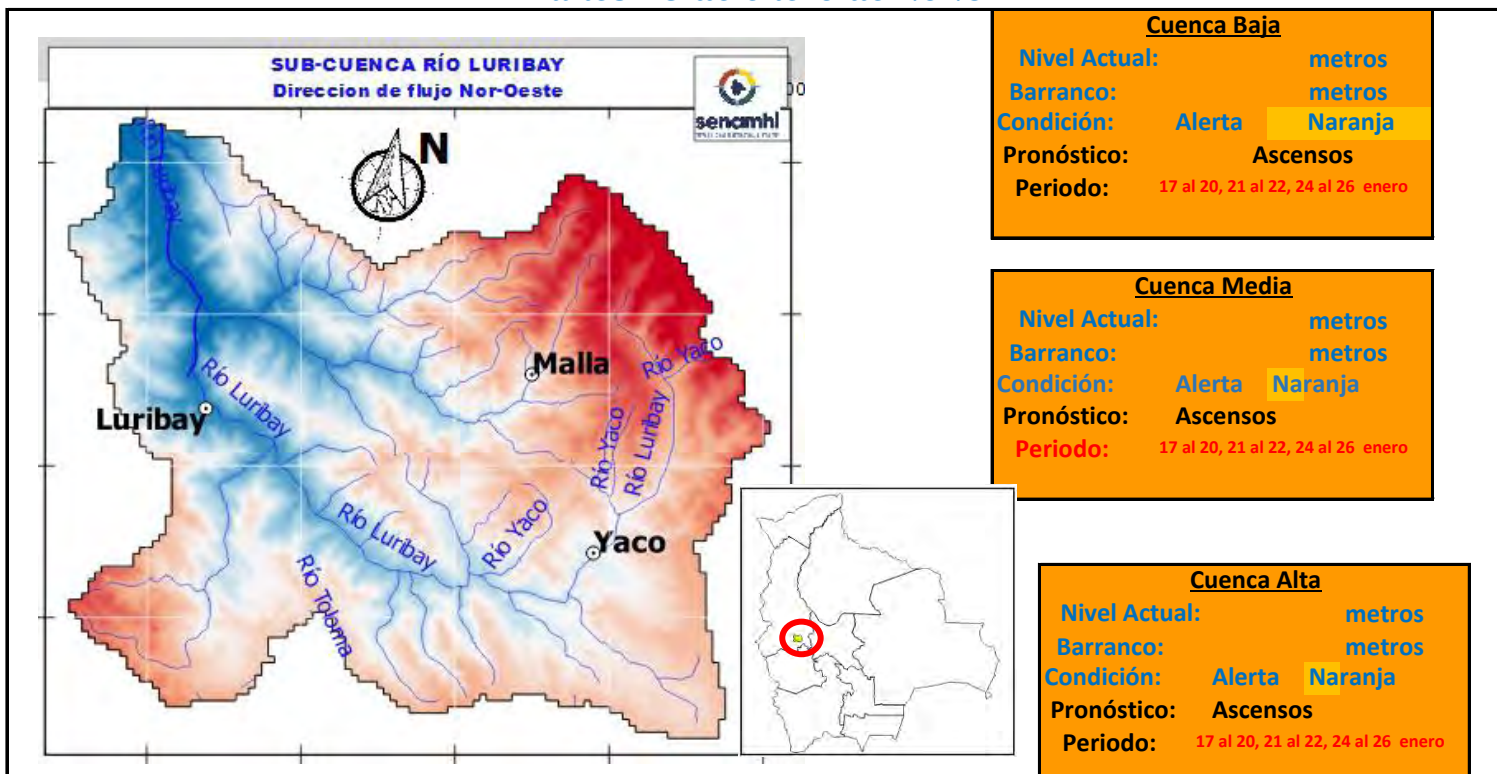 SUB-CUENCA RÍO LURIBAY
Direccion de flujo Nor-Oeste
senamhi
00
N
Río Luribay
Malla
Río Yaco
Luribay
Río Luribay
Río Yaco
Río Luribay
Río Luribay
Río Yaco
Yaco
Río Tolama
Cuenca Baja
Nivel Actual: metros
Barranco: metros
Condición: Alerta Naranja
Pronóstico: Ascensos
Periodo: 17 al 20, 21 al 22, 24 al 26 enero
Cuenca Media
Nivel Actual: metros
Barranco: metros
Condición: Alerta Naranja
Pronóstico: Ascensos
Periodo: 17 al 20, 21 al 22, 24 al 26 enero
Cuenca Alta
Nivel Actual: metros
Barranco: metros
Condición: Alerta Naranja
Pronóstico: Ascensos
Periodo: 17 al 20, 21 al 22, 24 al 26 enero